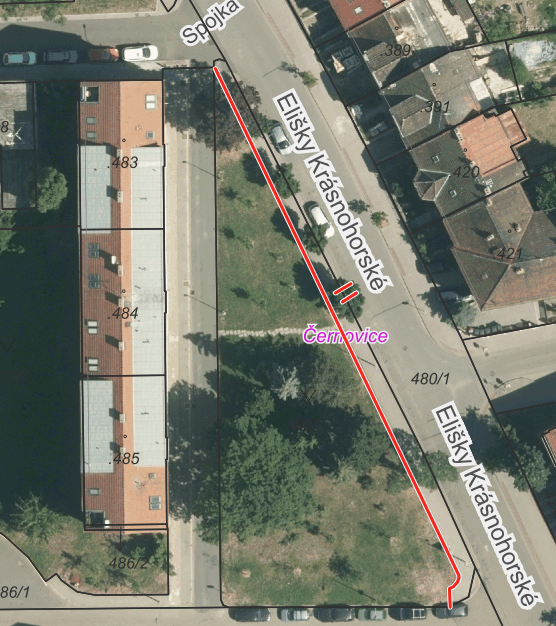 Spojka
.389
Elišky Krásnohorské
.391
8
.483
.420
.421
.484
Černovice
480/1
Elišky Krásnohorské
.485
486/2
86/1